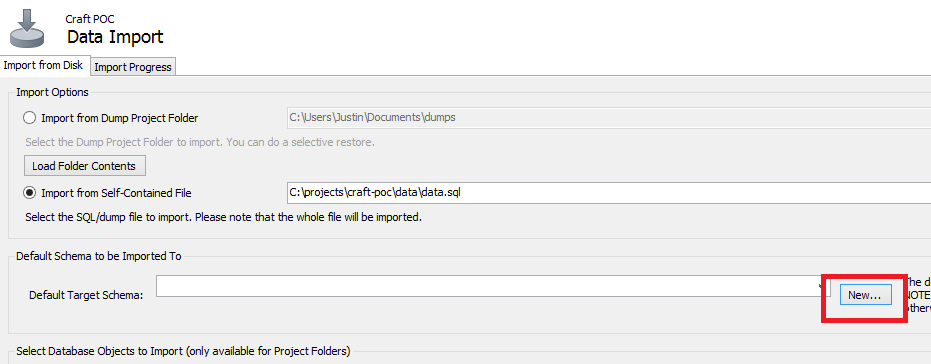 Craft POC
Data Import
Import from Disk
Import Progress
Import Options
Import from Dump Project Folder
C:\Users\Justin\Documents\dumps
Select the Dump Project Folder to import. You can do a selective restore.
Load Folder Contents
Import from Self-Contained File
C:\projects\craft-poc\data\data.sql
Select the SQL/dump file to import. Please note that the whole file will be imported.
Default Schema to be Imported To
Default Target Schema:
New...
The d
NOTE
otherw
Select Database Objects to Import (only available for Project Folders)